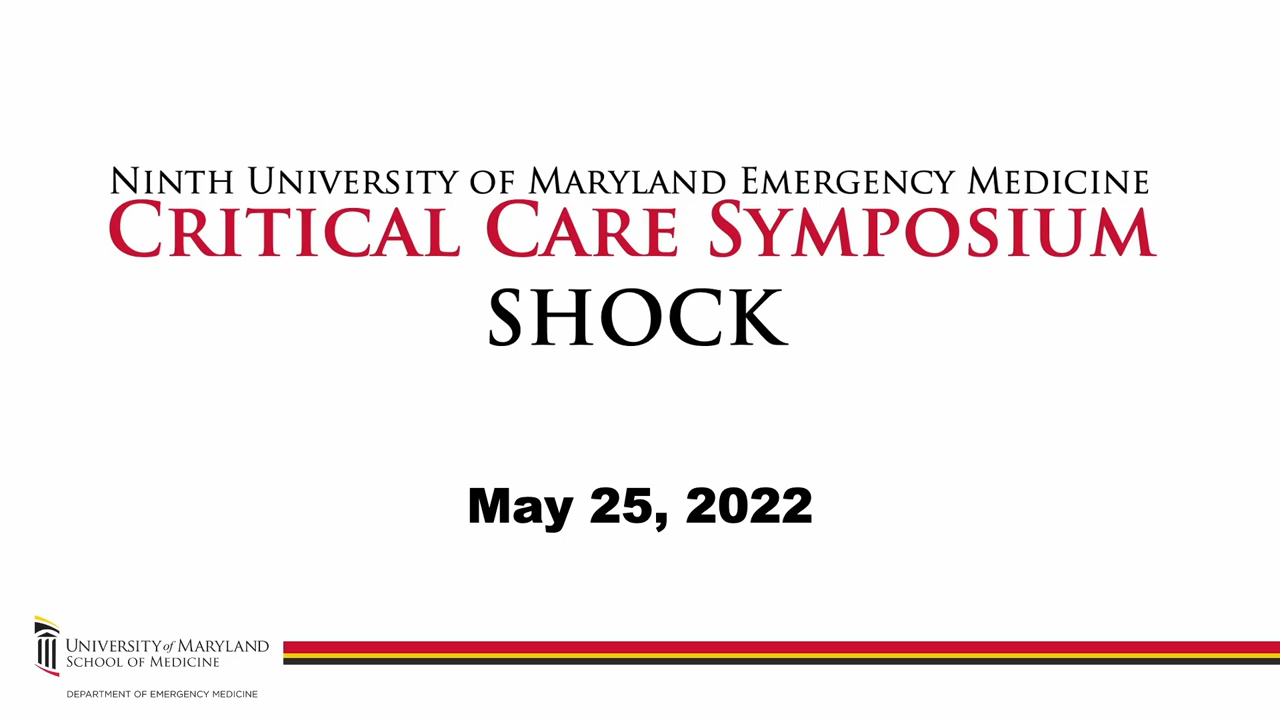 Ninth University of Maryland Emergency Medicine
Critical Care Symposium
SHOCK
May 25, 2022
University of Maryland
School of Medicine
DEPARTMENT OF EMERGENCY MEDICINE